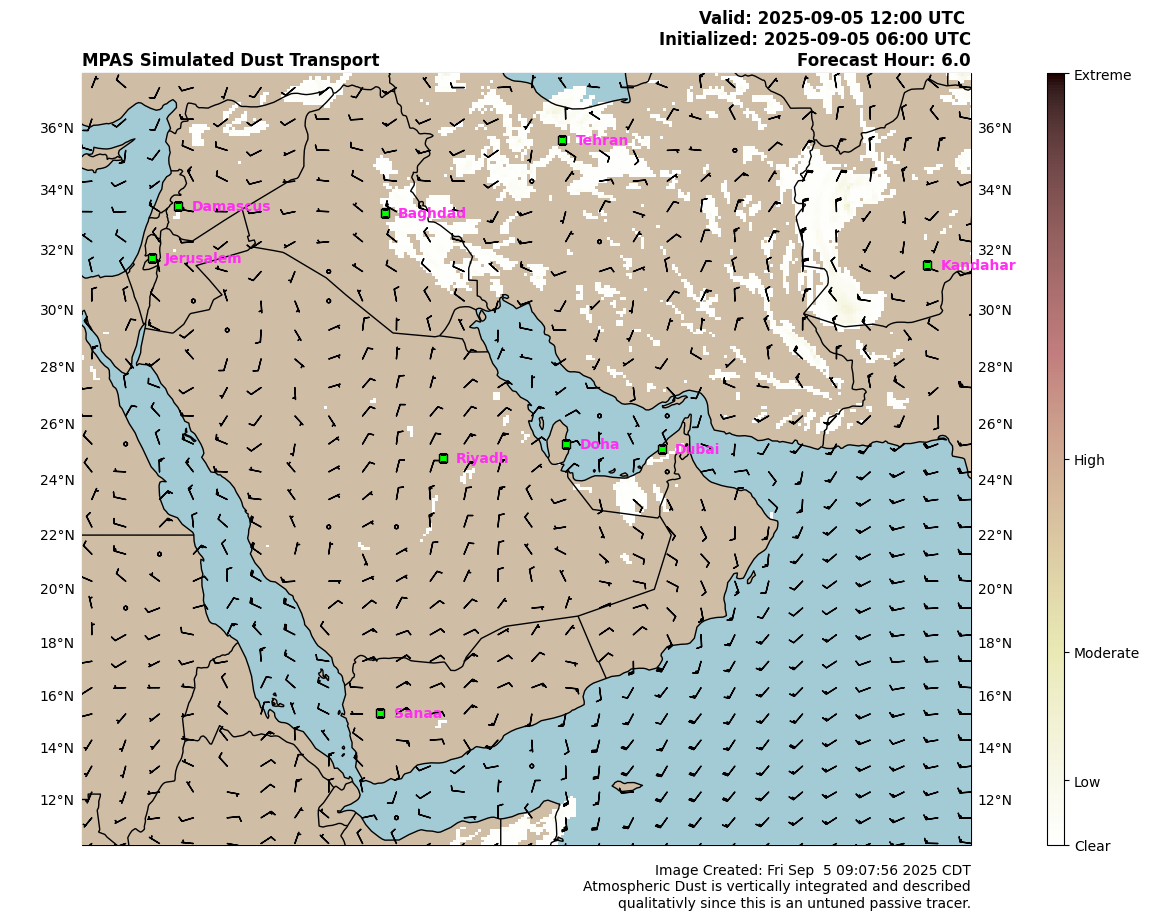 Valid: 2025-09-05 12:00 UTC
Initialized: 2025-09-05 06:00 UTC
MPAS Simulated Dust Transport
Forecast Hour: 6.0
Extreme
36°N
36°N
Tehran
34°N
34°N
Damascus
Baghdad
32°N
32°N
Jerusalem
Kandahar
30°N
30°N
28°N
28°N
26°N
26°N
Doha
Dubai
Riyadh
High
24°N
24°N
22°N
22°N
20°N
20°N
18°N
18°N
Moderate
16°N
16°N
Sanaa
14°N
14°N
Low
12°N
12°N
Clear
Image Created: Fri Sep  5 09:07:56 2025 CDT
Atmospheric Dust is vertically integrated and described
qualitativly since this is an untuned passive tracer.